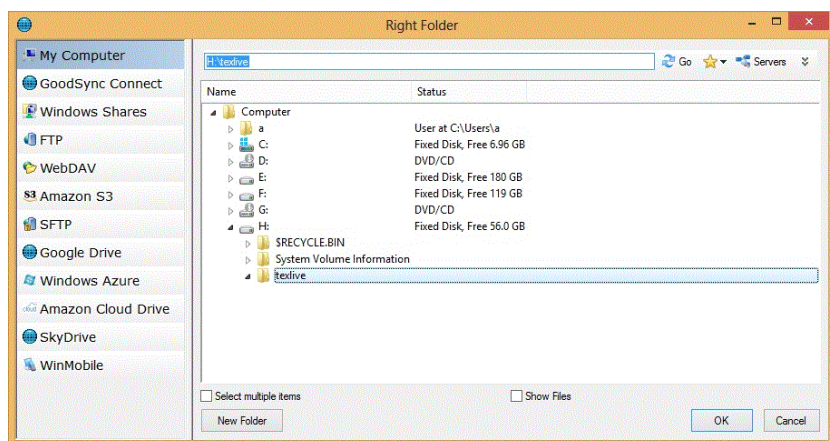 Right Folder
My Computer
GoodSync Connect
Windows Shares
FTP
WebDAV
S3 Amazon S3
SFTP
Google Drive
Windows Azure
Amazon Cloud Drive
SkyDrive
WinMobile
H:\texlive
Go
Servers
Name Status
Computer
a User at C:\Users\a
C: Fixed Disk, Free 6.96 GB
D: DVD/CD
E: Fixed Disk, Free 180 GB
F: Fixed Disk, Free 119 GB
G: DVD/CD
H: Fixed Disk, Free 56.0 GB
$RECYCLE.BIN
System Volume Information
texlive
Select multiple items Show Files
New Folder OK Cancel